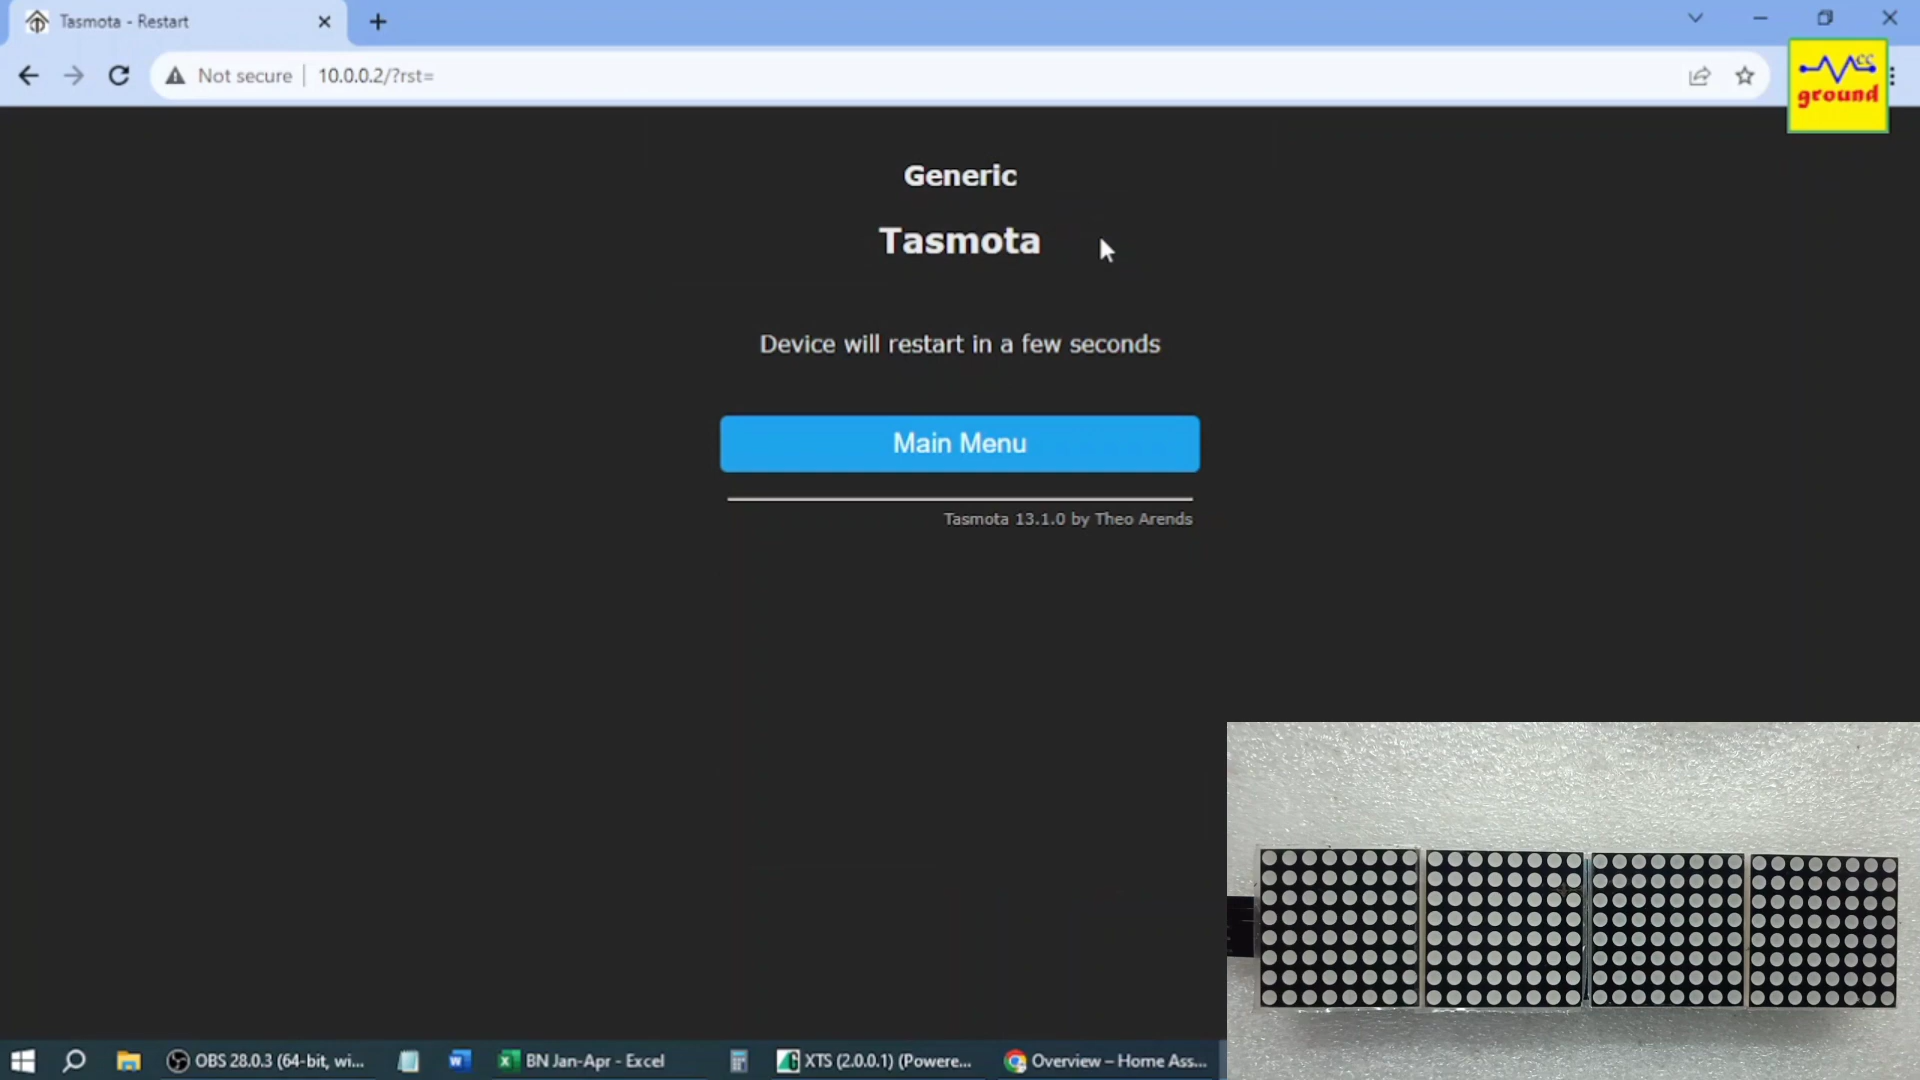 Tasmota - Restart
Not secure
10.0.0.2/?rst=
cc
ground
Generic
Tasmota
Device will restart in a few seconds
Main Menu
Tasmota 13.1.0 by Theo Arends
OBS 28.0.3 (64-bit, wi...
BN Jan-Apr - Excel
XTS (2.0.0.1) (Powere...
Overview – Home Ass...